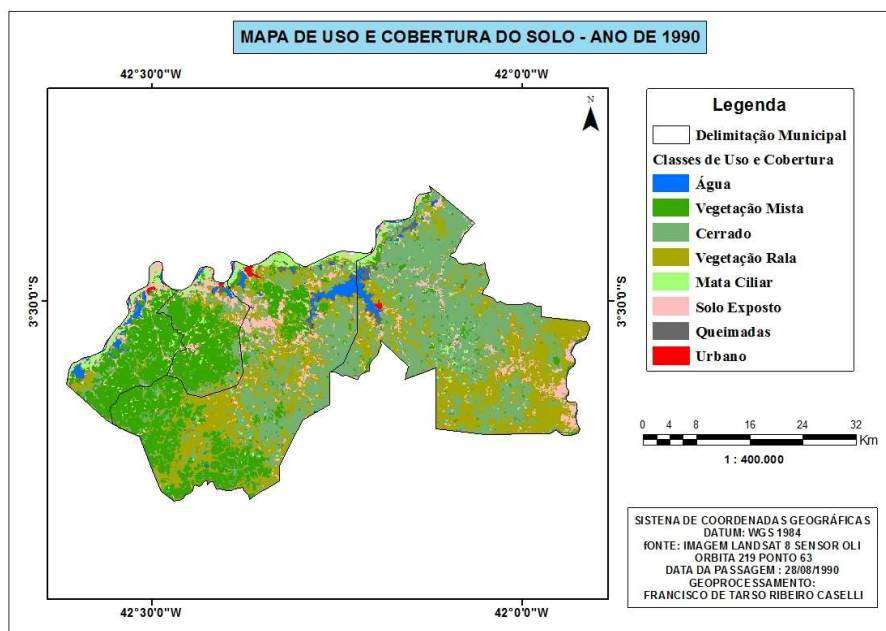 MAPA DE USO E COBERTURA DO SOLO - ANO DE 1990
42°30'0"W
42°0'0"W
N
3°30'0"S
3°30'0"S
Legenda
Delimitação Municipal
Classes de Uso e Cobertura
Água
Vegetação Mista
Cerrado
Vegetação Rala
Mata Ciliar
Solo Exposto
Queimadas
Urbano
0 4 8 16 24 32
Km
1 : 400.000
SISTENA DE COORDENADAS GEOGRÁFICAS
DATUM: WGS 1984
fONTE: IMAGEM LANDSAT 8 SENSOR OLI
ORBITA 219 PONTO 63
DATA DA PASSAGEM : 28/08/1990
GEOPROCESSAMENTO:
FRANCISCO DE TARSO RIBEIRO CASELLI
42°30'0"W
42°0'0"W